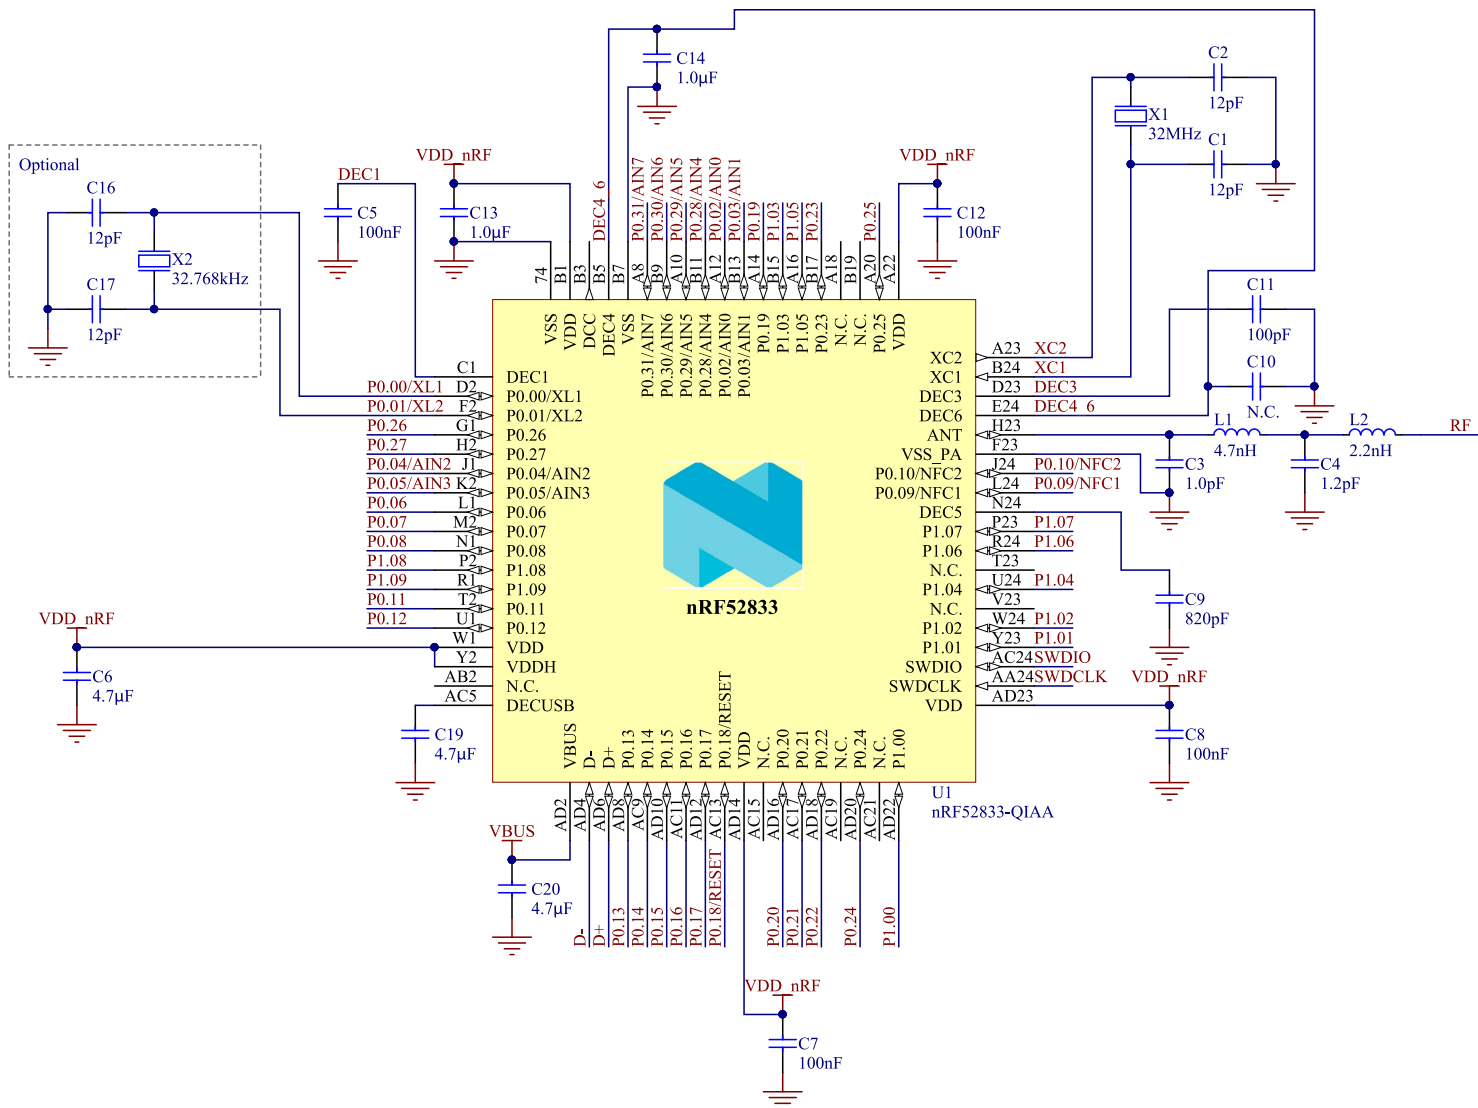 C14
1.0µF
C2
12pF
X1
32MHz
C1
12pF
Optional
C16
12pF
X2
32.768kHz
C17
12pF
DEC1
C5
100nF
VDD_nRF
C13
1.0µF
DEC4_6
P0.31/AIN7
P0.30/AIN6
P0.29/AIN5
P0.28/AIN4
P0.02/AIN0
P0.03/AIN1
P0.19
P1.03
P1.05
P0.23
P0.25
VDD_nRF
C12
100nF
74
B1
B3
B5
B7
A8
B9
A10
B11
A12
B13
A14
B15
A16
B17
A18
B19
A20
A22
VSS
VDD
DCC
DEC4
VSS
P0.31/AIN7
P0.30/AIN6
P0.29/AIN5
P0.28/AIN4
P0.02/AIN0
P0.03/AIN1
P0.19
P1.03
P1.05
P0.23
N.C.
N.C.
P0.25
VDD
C1 DEC1
P0.00/XL1 D2 P0.00/XL1
P0.01/XL2 F2 P0.01/XL2
P0.26 G1 P0.26
P0.27 H2 P0.27
P0.04/AIN2 J1 P0.04/AIN2
P0.05/AIN3 K2 P0.05/AIN3
P0.06 L1 P0.06
P0.07 M2 P0.07
P0.08 N1 P0.08
P1.08 P2 P1.08
P1.09 R1 P1.09
P0.11 T2 P0.11
P0.12 U1 P0.12
W1 VDD
Y2 VDDH
AB2 N.C.
AC5 DECUSB
VDD_nRF
C6
4.7µF
C19
4.7µF
nRF52833
XC2 A23 XC2
XC1 B24 XC1
DEC3 D23 DEC3
DEC6 E24 DEC4_6
ANT H23
VSS_PA F23
P0.10/NFC2 J24 P0.10/NFC2
P0.09/NFC1 L24 P0.09/NFC1
DEC5 N24
P1.07 P23 P1.07
P1.06 R24 P1.06
N.C. T23
P1.04 U24 P1.04
N.C. V23
P1.02 W24 P1.02
P1.01 Y23 P1.01
SWDIO AC24 SWDIO
SWDCLK AA24 SWDCLK
VDD AD23
C11
100pF
C10
N.C.
L1
4.7nH
L2
2.2nH
RF
C3
1.0pF
C4
1.2pF
C9
820pF
VDD_nRF
C8
100nF
VBUS
D-
D+
P0.13
P0.14
P0.15
P0.16
P0.17
P0.18/RESET
VDD
N.C.
P0.20
P0.21
P0.22
N.C.
P0.24
N.C.
P1.00
U1
nRF52833-QIAA
AD2
AD4
AD6
AD8
AC9
AD10
AC11
AD12
AC13
AD14
AC15
AD16
AC17
AD18
AC19
AD20
AC21
AD22
VBUS
C20
4.7µF
D-
D+
P0.13
P0.14
P0.15
P0.16
P0.17
P0.18/RESET
P0.20
P0.21
P0.22
P0.24
P1.00
VDD_nRF
C7
100nF